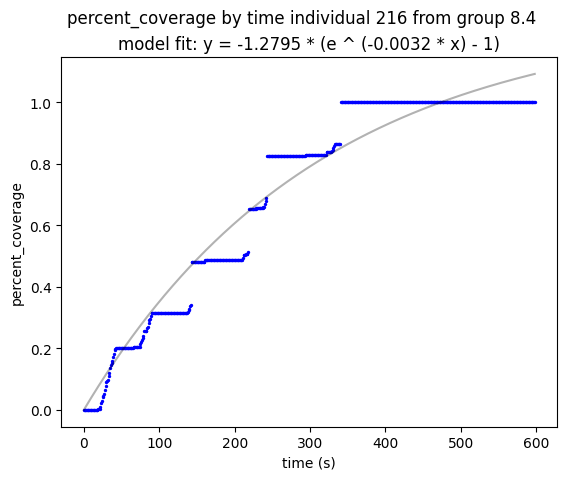 percent_coverage by time individual 216 from group 8.4
model fit: y = -1.2795 * (e ^ (-0.0032 * x) - 1)
1.0
0.8
0.6
0.4
0.2
0.0
percent_coverage
0 100 200 300 400 500 600
time (s)